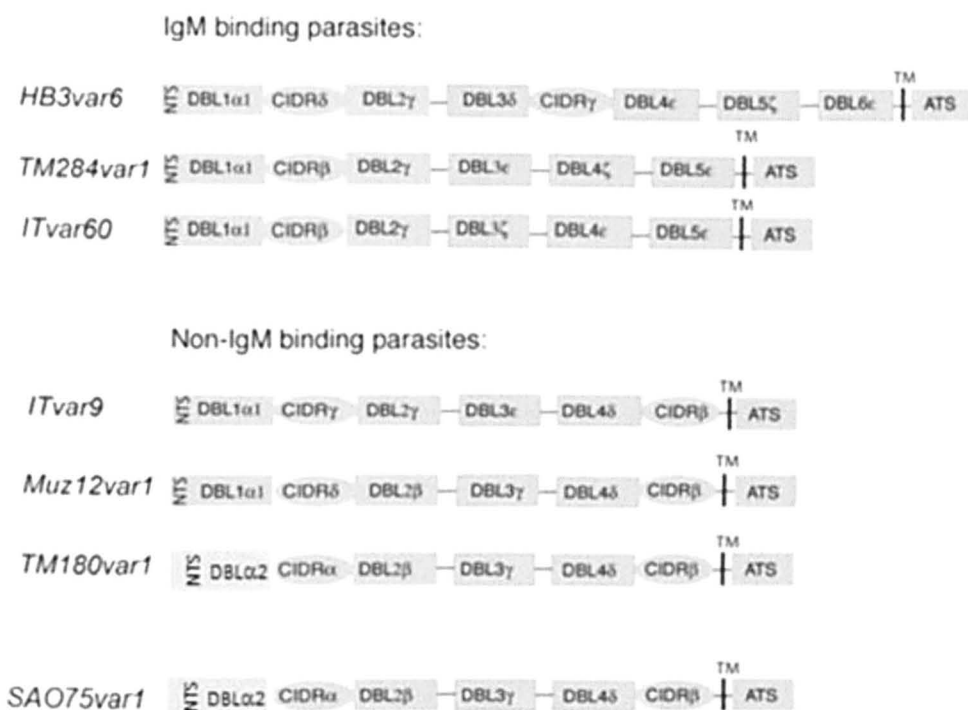 IgM binding parasites:
TM
HB3var6 NTS DBL1α1 CIDRδ DBL2γ DBL3δ CIDRγ DBL4ε DBL5ζ DBL6ε ATS
TM
TM284var1 NTS DBL1α1 CIDRβ DBL2γ DBL3ε DBL4ζ DBL5ε ATS
TM
ITvar60 NTS DBL1α1 CIDRβ DBL2γ DBL3ζ DBL4ε DBL5ε ATS
Non-IgM binding parasites:
TM
ITvar9 NTS DBL1α1 CIDRγ DBL2γ DBL3ε DBL4δ CIDRβ ATS
TM
Muz12var1 NTS DBL1α1 CIDRδ DBL2β DBL3γ DBL4δ CIDRβ ATS
TM
TM180var1 NTS DBLα2 CIDRα DBL2β DBL3γ DBL4δ CIDRβ ATS
TM
SAO75var1 NTS DBLα2 CIDRα DBL2β DBL3γ DBL4δ CIDRβ ATS